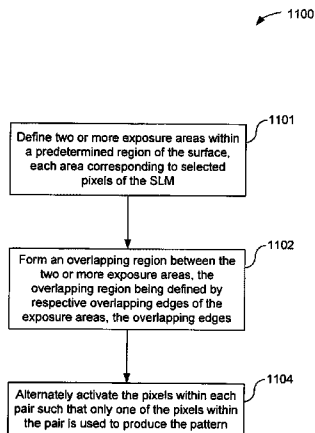 1100
1101
Define two or more exposure areas within
a predetermined region of the surface,
each area corresponding to selected
pixels of the SLM
1102
Form an overlapping region between the
two or more exposure areas, the
overlapping region being defined by
respective overlapping edges of the
exposure areas, the overlapping edges
1104
Alternately activate the pixels within each
pair such that only one of the pixels within
the pair is used to produce the pattern